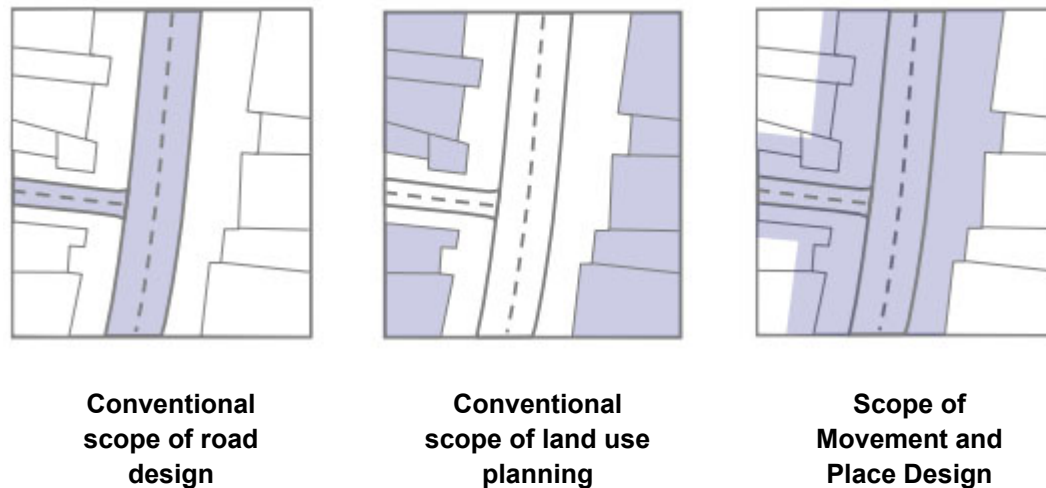 Conventional
scope of road
design
Conventional
scope of land use
planning
Scope of
Movement and
Place Design